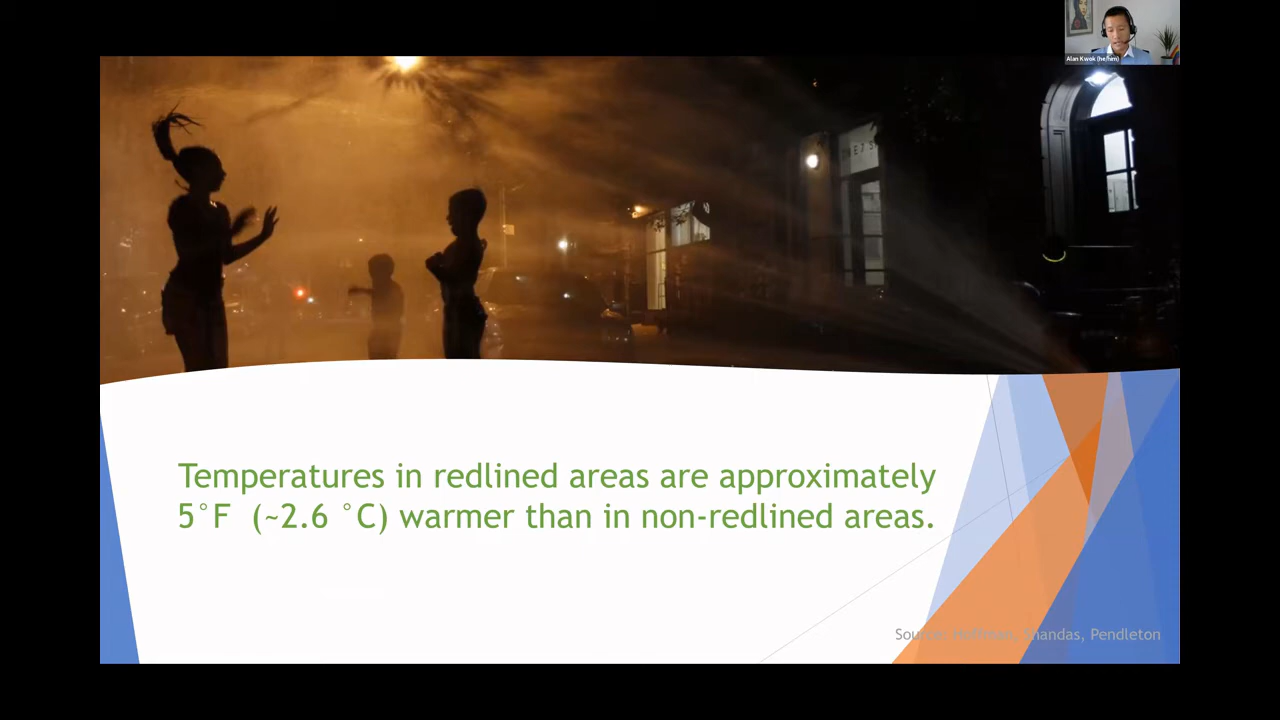 Alan Kwok (he/him)
Temperatures in redlined areas are approximately
5°F  (~2.6 °C) warmer than in non-redlined areas.
Source: Hoffman, Shandas, Pendleton